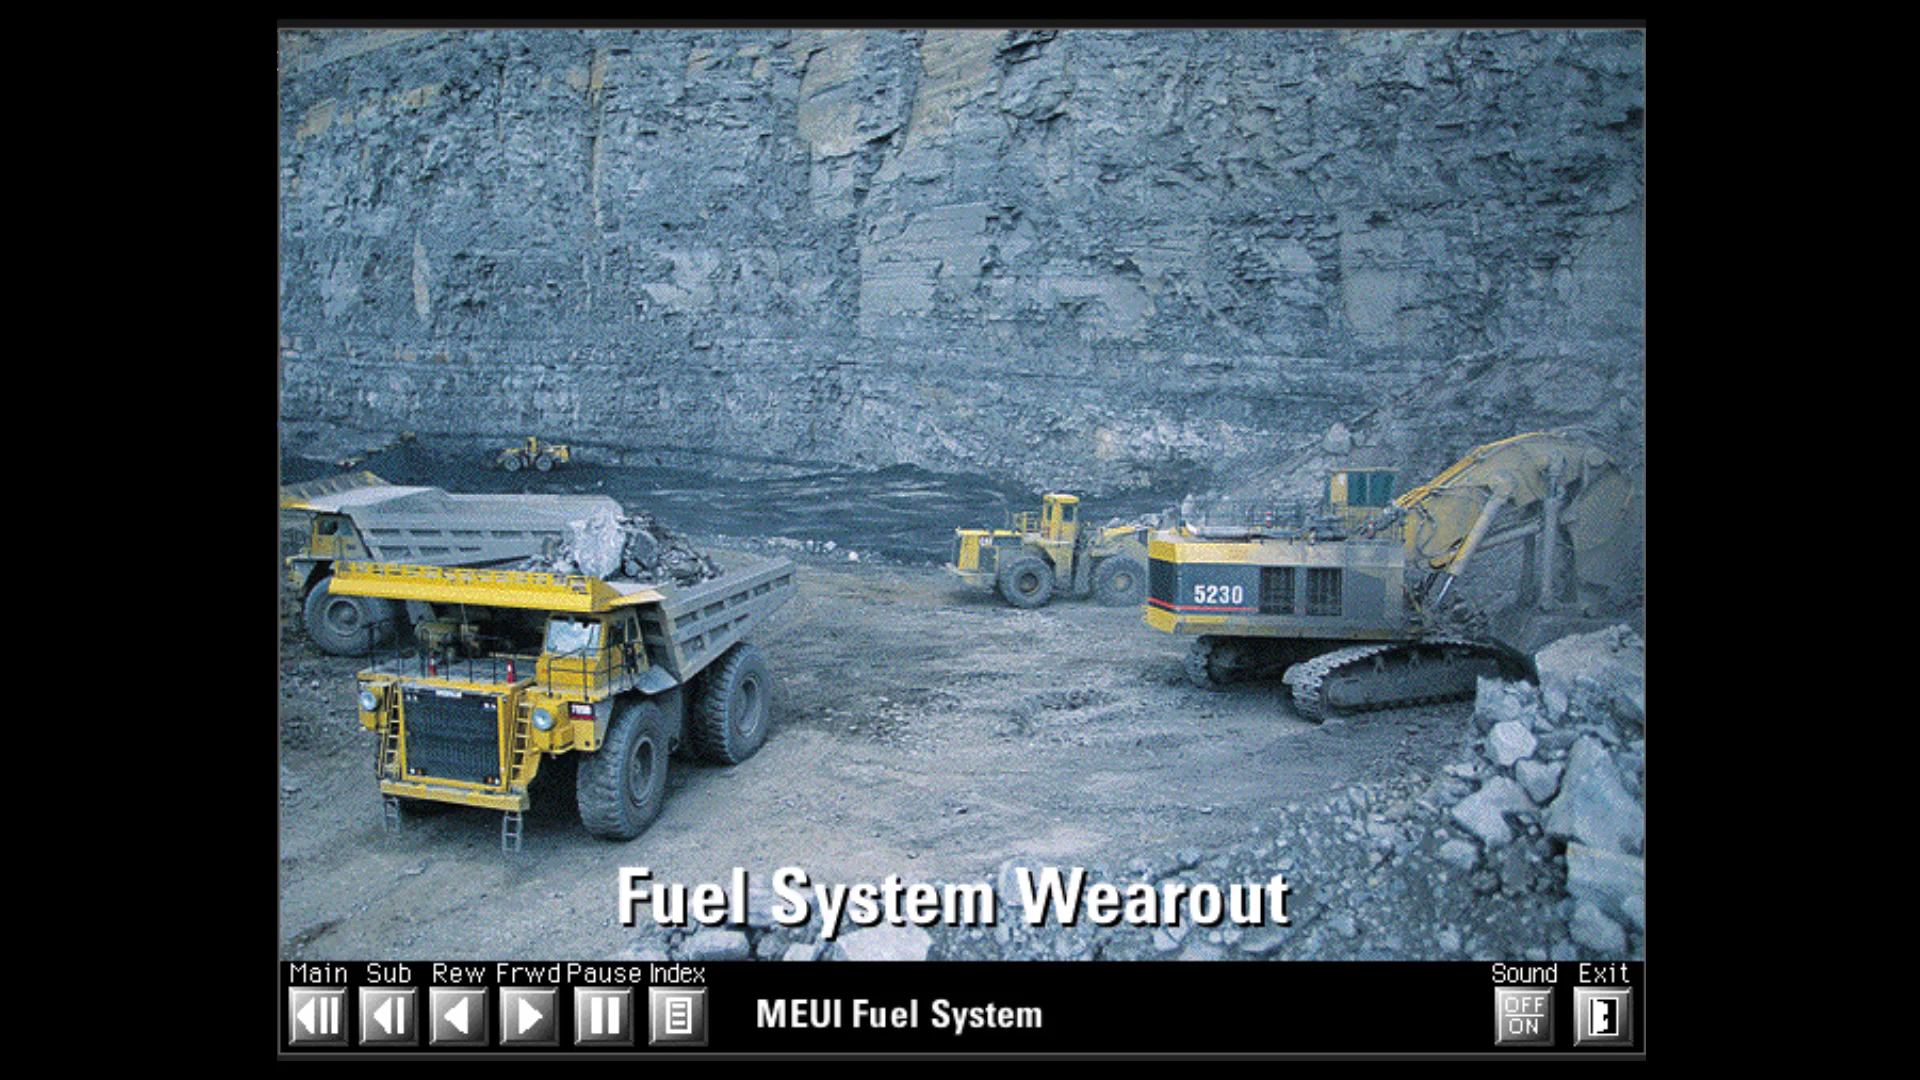 5230
Fuel System Wearout
Main Sub Rew Frwd Pause Index
Sound Exit
OFF
ON
MEUI Fuel System